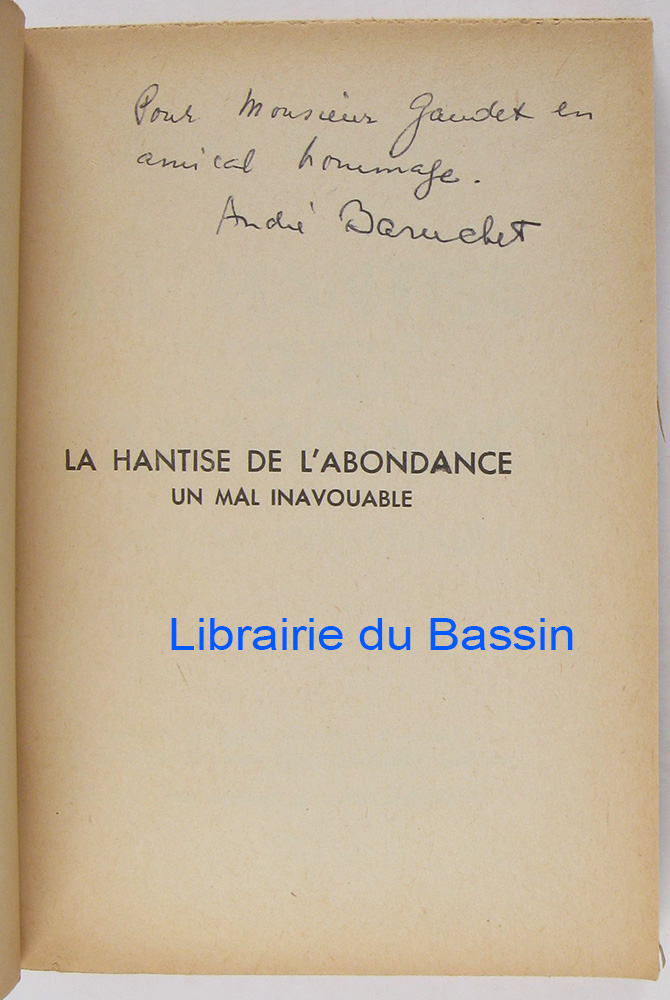 Pour Monsieur Gaudet en
amical hommage.
André Baruchet
LA HANTISE DE L'ABONDANCE
UN MAL INAVOUABLE
Librairie du Bassin